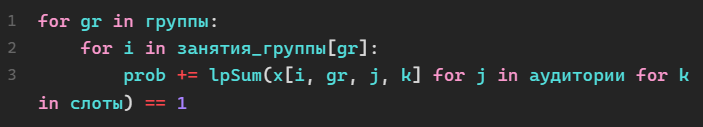 1 for gr in группы:
2     for i in занятия_группы[gr]:
3         prob += lpSum(x[i, gr, j, k] for j in аудитории for k
in слоты) == 1